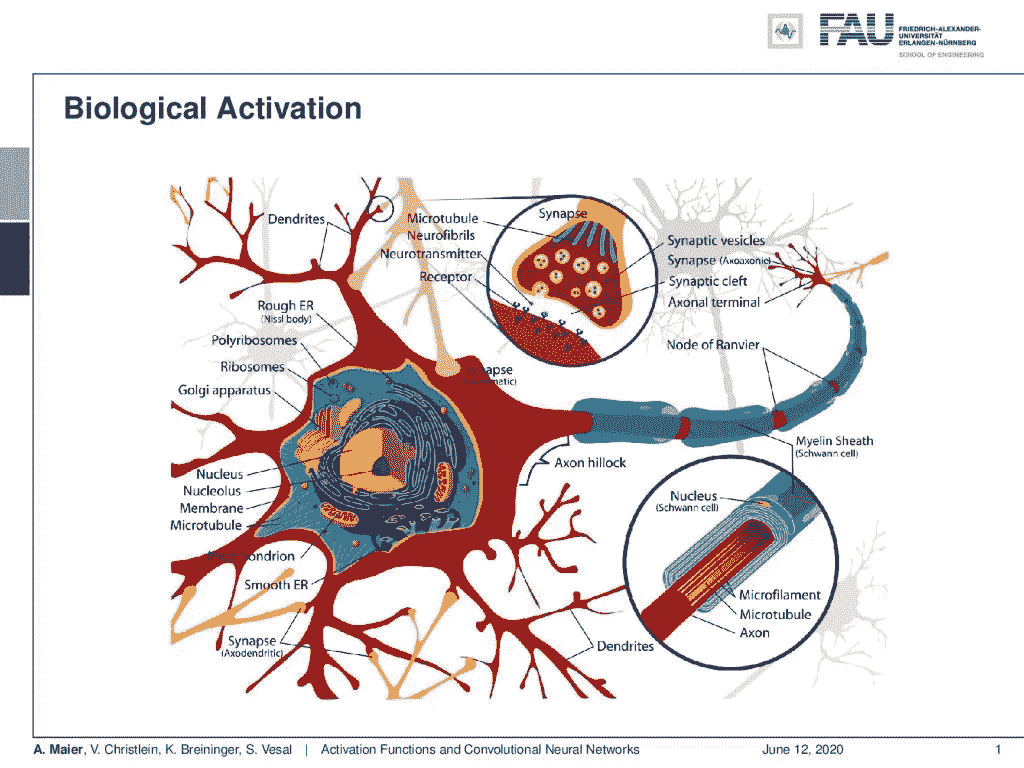 FAU
FRIEDRICH-ALEXANDER-
UNIVERSITÄT
ERLANGEN-NÜRNBERG
SCHOOL OF ENGINEERING
Biological Activation
Dendrites
Microtubule
Neurofibrils
Neurotransmitter
Receptor
Synapse
Synaptic vesicles
Synapse (Axoaxonic)
Synaptic cleft
Axonal terminal
Rough ER
(Nissl body)
Polyribosomes
Ribosomes
Golgi apparatus
Node of Ranvier
Myelin Sheath
(Schwann cell)
Axon hillock
Nucleus
Nucleolus
Membrane
Microtubule
Smooth ER
Synapse
(Axodendritic)
Dendrites
Nucleus
(Schwann cell)
Microfilament
Microtubule
Axon
A. Maier, V. Christlein, K. Breininger, S. Vesal | Activation Functions and Convolutional Neural Networks June 12, 2020 1